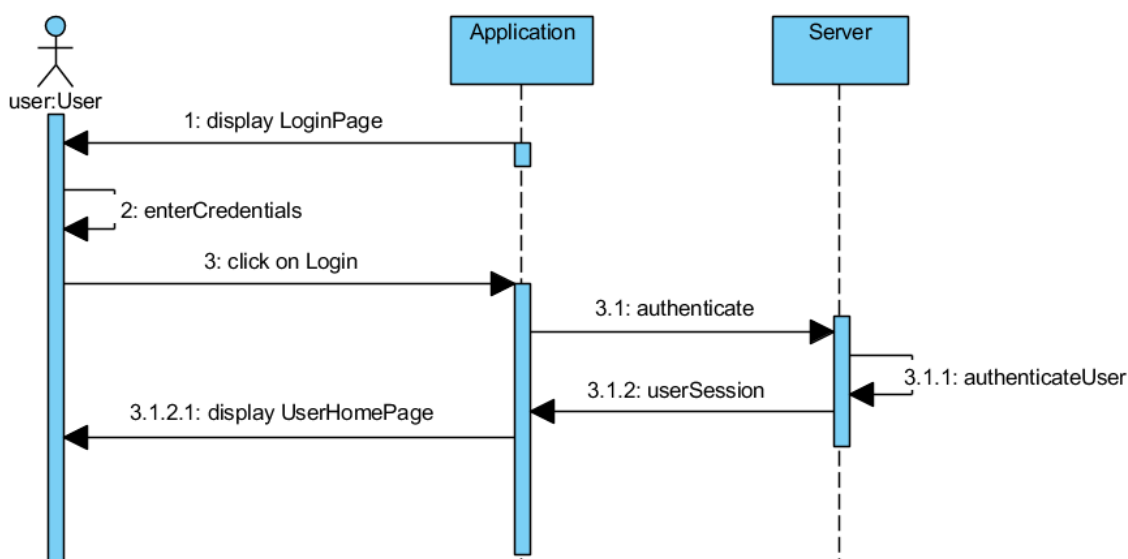 Application
Server
user:User
1: display LoginPage
2: enterCredentials
3: click on Login
3.1: authenticate
3.1.1: authenticateUser
3.1.2: userSession
3.1.2.1: display UserHomePage